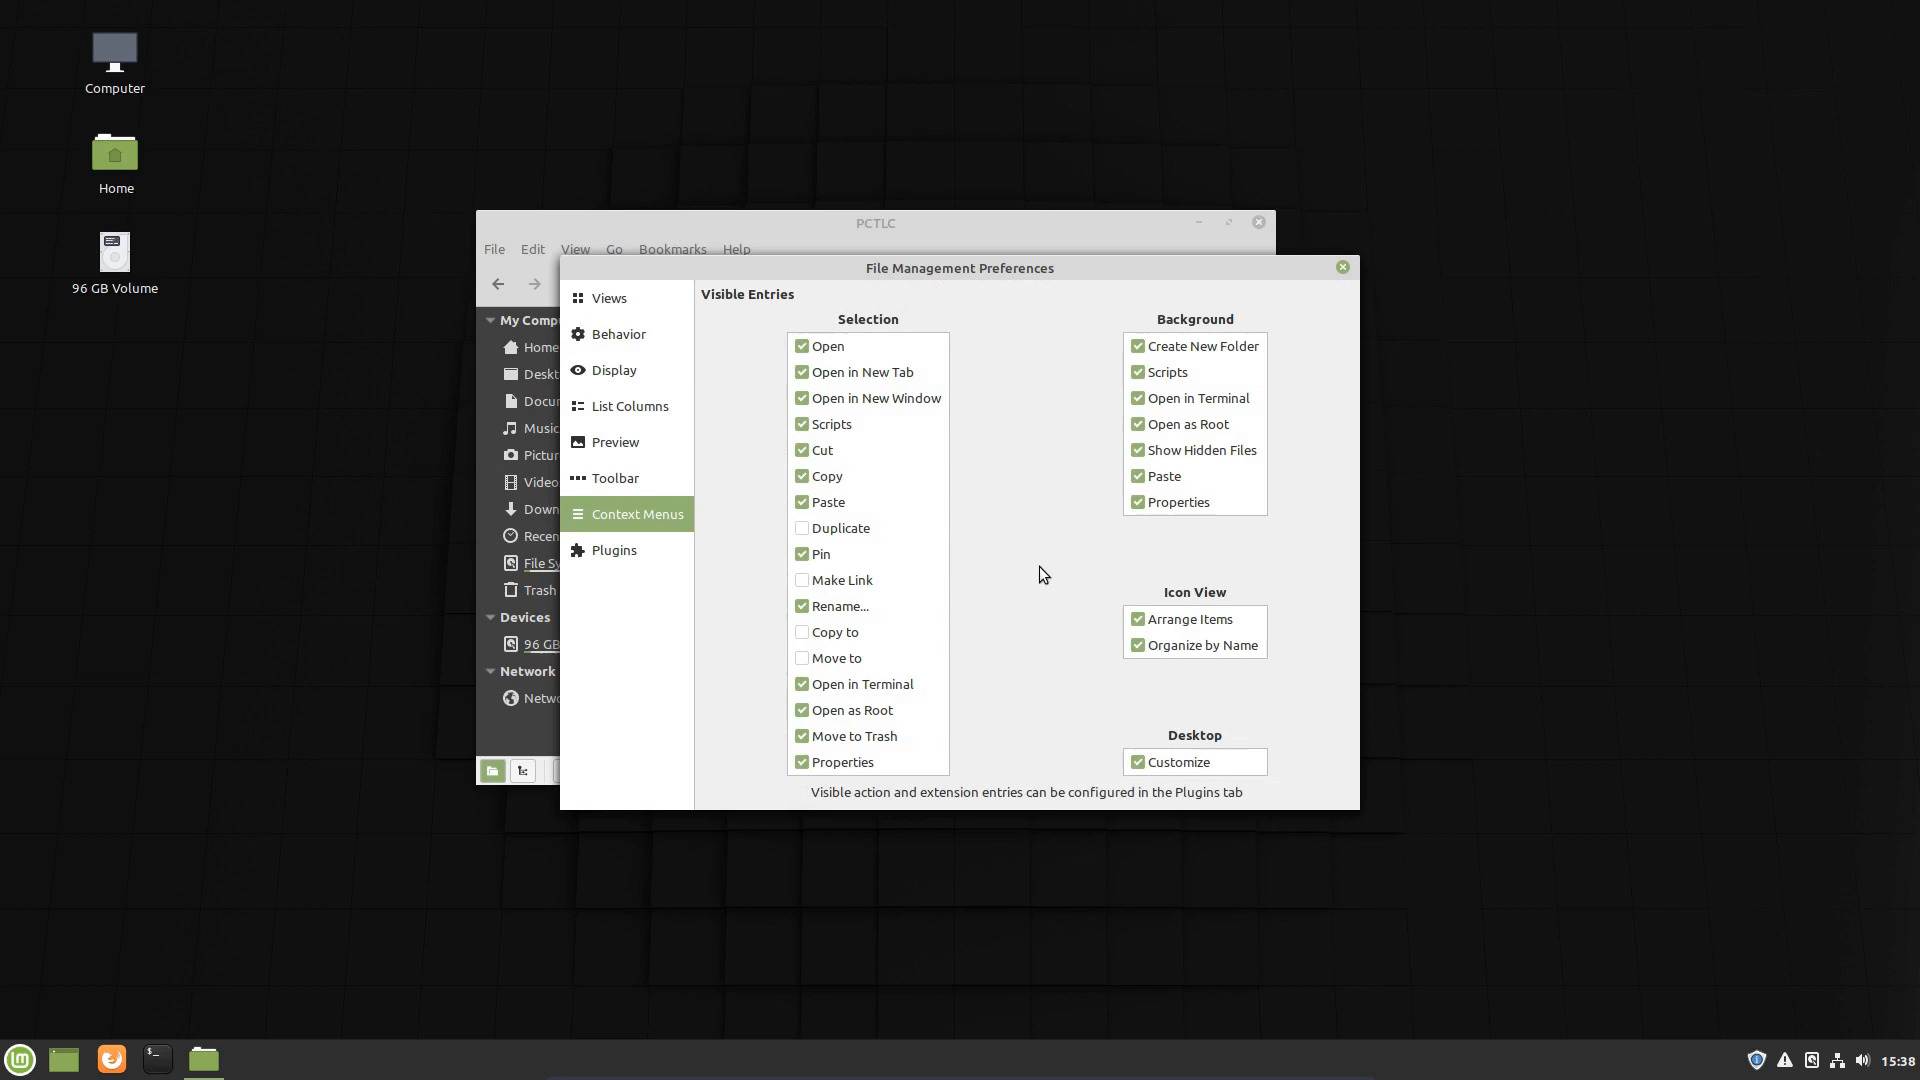 Computer
Home
96 GB Volume
PCTLC
File Edit View Go Bookmarks Help
My Comp
Home
Deskt
Docur
Music
Pictur
Video
Down
Recen
File Sy
Trash
Devices
96 GB
Network
Netwo
File Management Preferences
Views
Behavior
Display
List Columns
Preview
Toolbar
Context Menus
Plugins
Visible Entries
Selection
Open
Open in New Tab
Open in New Window
Scripts
Cut
Copy
Paste
Duplicate
Pin
Make Link
Rename...
Copy to
Move to
Open in Terminal
Open as Root
Move to Trash
Properties
Background
Create New Folder
Scripts
Open in Terminal
Open as Root
Show Hidden Files
Paste
Properties
Icon View
Arrange Items
Organize by Name
Desktop
Customize
Visible action and extension entries can be configured in the Plugins tab
15:38